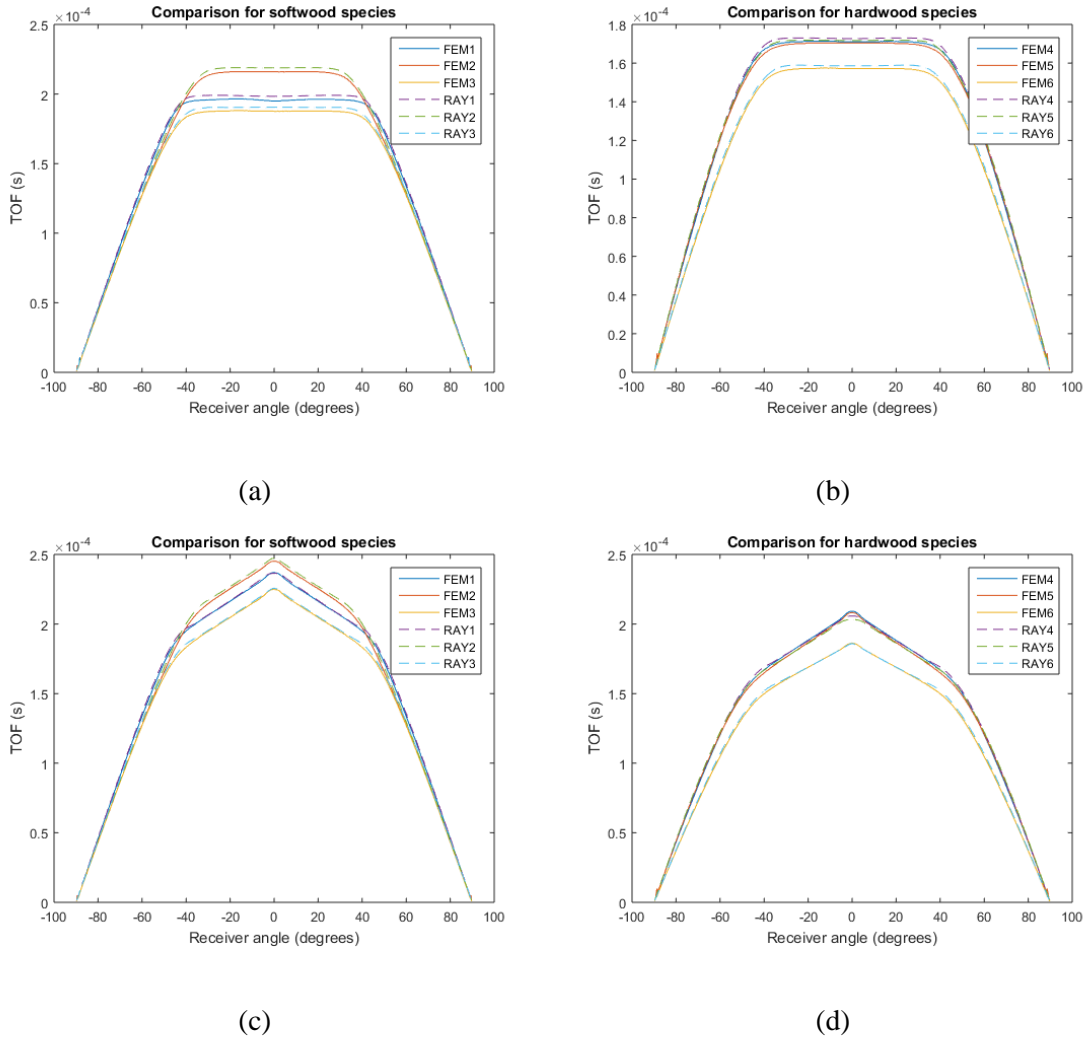 Comparison for softwood species
×10⁻⁴
2.5
2
1.5
1
0.5
0
TOF (s)
-100 -80 -60 -40 -20 0 20 40 60 80 100
Receiver angle (degrees)
FEM1
FEM2
FEM3
RAY1
RAY2
RAY3
(a)
Comparison for hardwood species
×10⁻⁴
1.8
1.6
1.4
1.2
1
0.8
0.6
0.4
0.2
0
TOF (s)
-100 -80 -60 -40 -20 0 20 40 60 80 100
Receiver angle (degrees)
FEM4
FEM5
FEM6
RAY4
RAY5
RAY6
(b)
Comparison for softwood species
×10⁻⁴
2.5
2
1.5
1
0.5
0
TOF (s)
-100 -80 -60 -40 -20 0 20 40 60 80 100
Receiver angle (degrees)
FEM1
FEM2
FEM3
RAY1
RAY2
RAY3
(c)
Comparison for hardwood species
×10⁻⁴
2.5
2
1.5
1
0.5
0
TOF (s)
-100 -80 -60 -40 -20 0 20 40 60 80 100
Receiver angle (degrees)
FEM4
FEM5
FEM6
RAY4
RAY5
RAY6
(d)